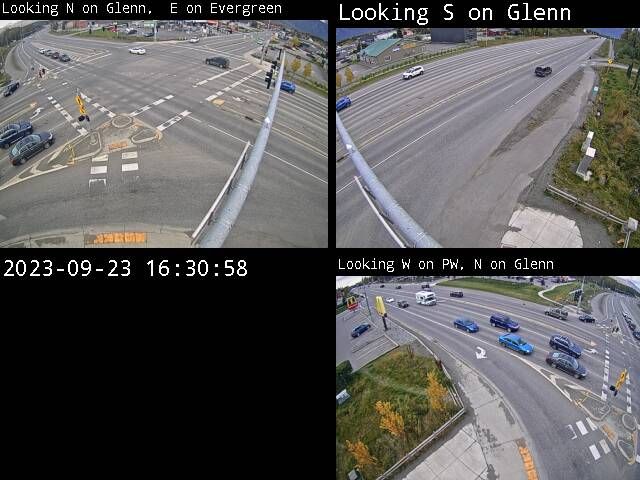 Looking N on Glenn,  E on Evergreen
Looking S on Glenn
2023-09-23 16:30:58
Looking W on PW, N on Glenn